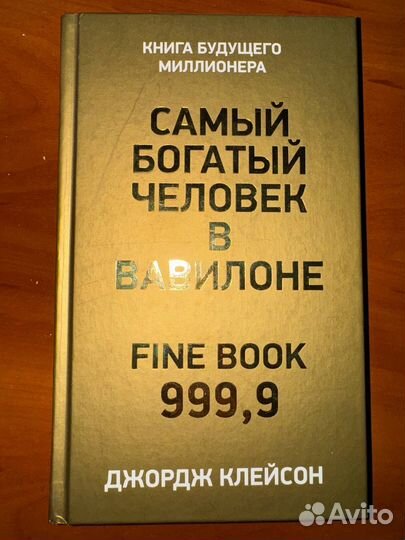 КНИГА БУДУЩЕГО
МИЛЛИОНЕРА
САМЫЙ
БОГАТЫЙ
ЧЕЛОВЕК
В
ВАВИЛОНЕ
FINE BOOK
999,9
ДЖОРДЖ КЛЕЙСОН
Avito